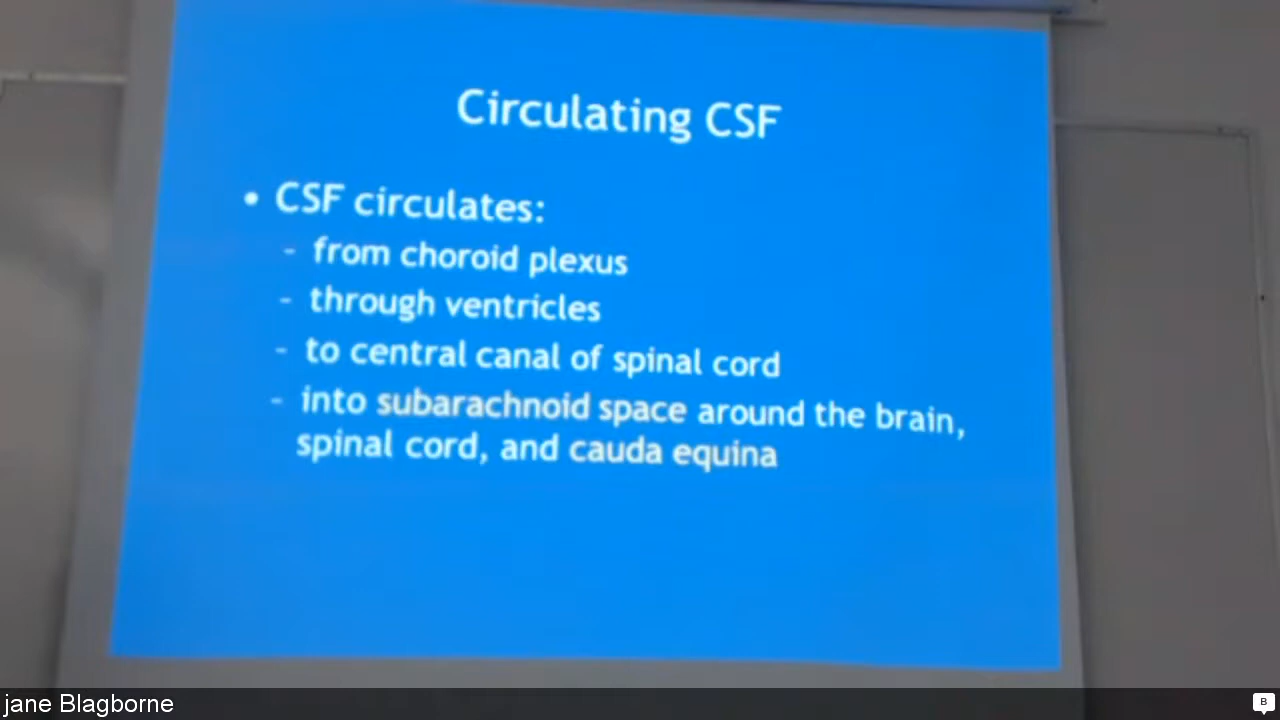 Circulating CSF
• CSF circulates:
- from choroid plexus
- through ventricles
- to central canal of spinal cord
- into subarachnoid space around the brain,
spinal cord, and cauda equina
jane Blagborne
B